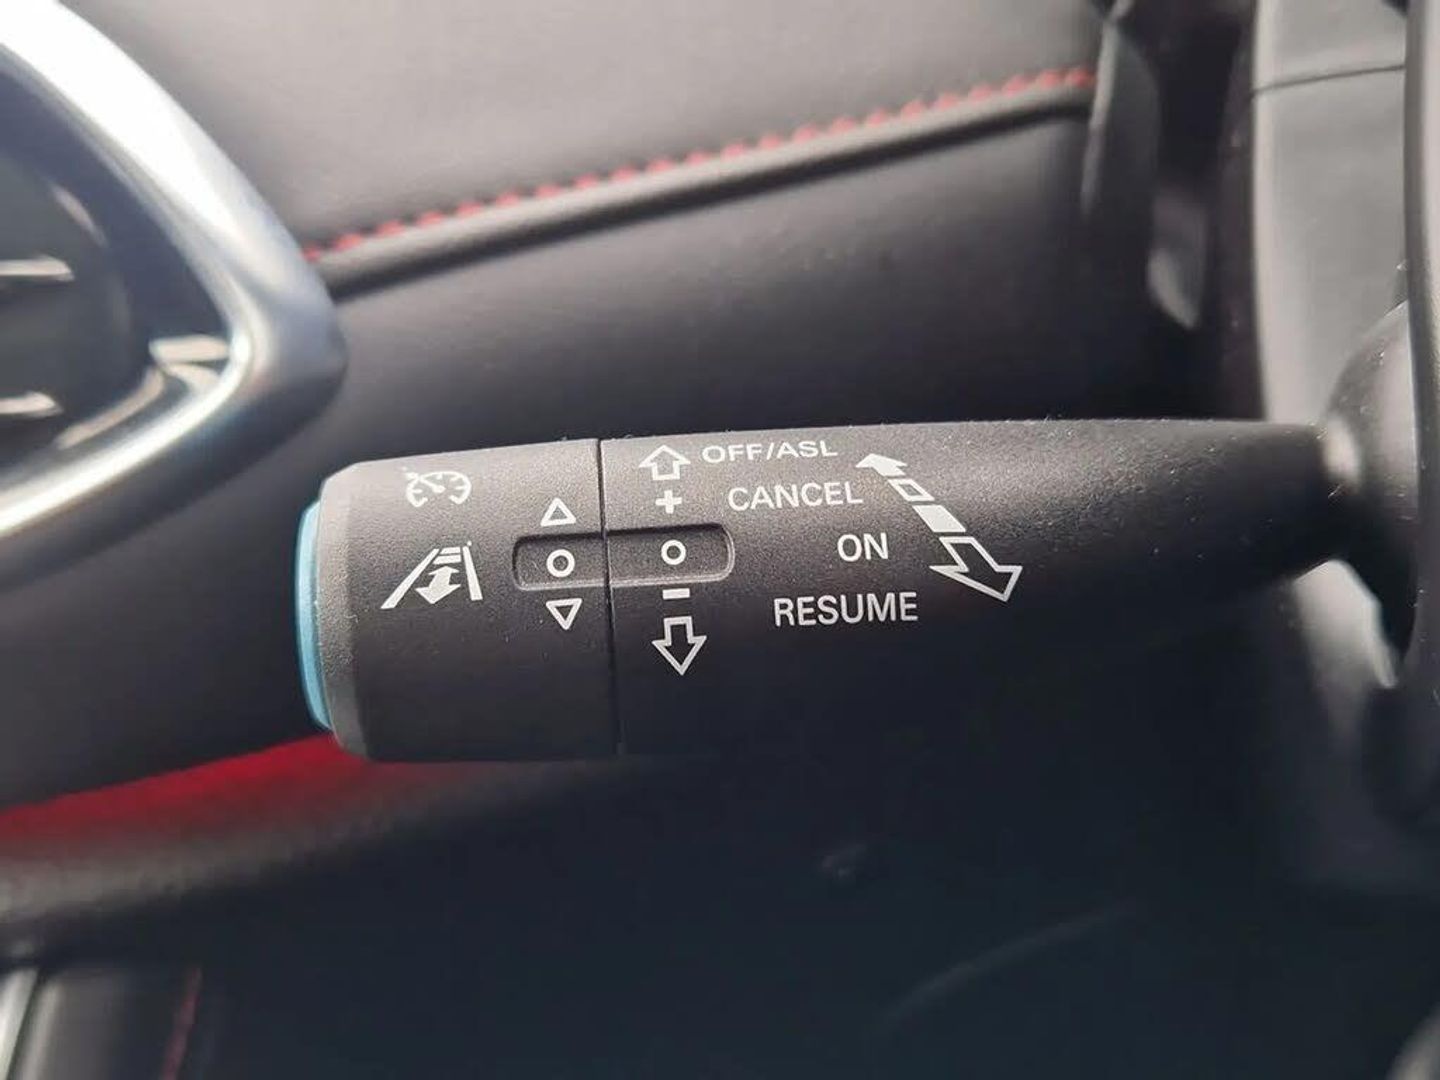 OFF/ASL
+ CANCEL
ON
- RESUME